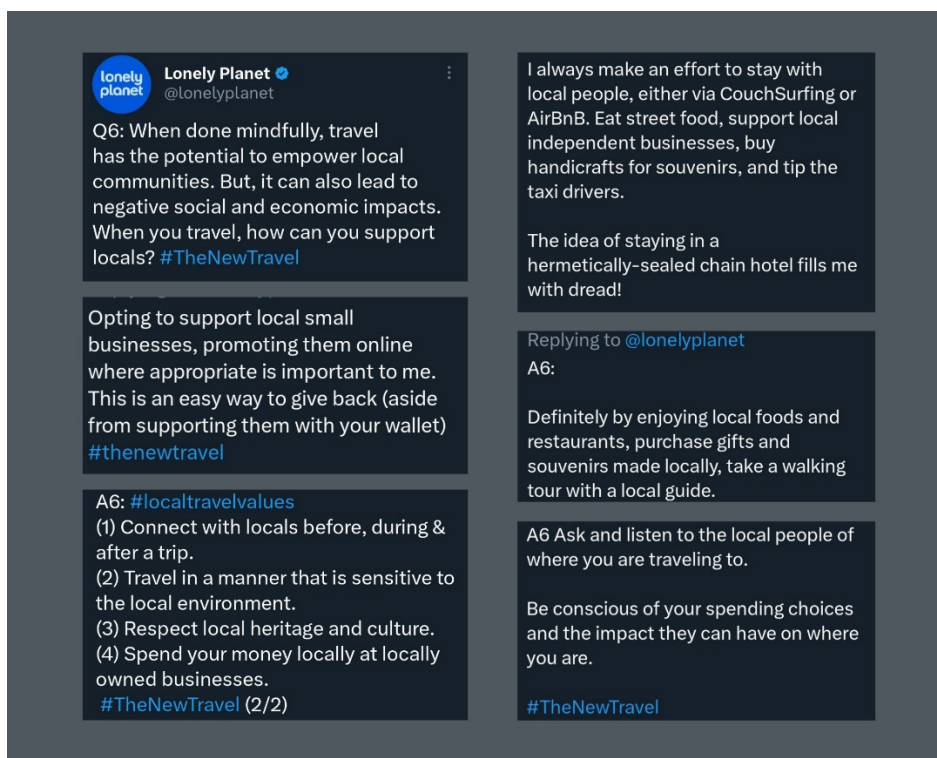 lonely
planet
Lonely Planet
@lonelyplanet
Q6: When done mindfully, travel
has the potential to empower local
communities. But, it can also lead to
negative social and economic impacts.
When you travel, how can you support
locals? #TheNewTravel
Opting to support local small
businesses, promoting them online
where appropriate is important to me.
This is an easy way to give back (aside
from supporting them with your wallet)
#thenewtravel
A6: #localtravelvalues
(1) Connect with locals before, during &
after a trip.
(2) Travel in a manner that is sensitive to
the local environment.
(3) Respect local heritage and culture.
(4) Spend your money locally at locally
owned businesses.
#TheNewTravel (2/2)
I always make an effort to stay with
local people, either via CouchSurfing or
AirBnB. Eat street food, support local
independent businesses, buy
handicrafts for souvenirs, and tip the
taxi drivers.
The idea of staying in a
hermetically-sealed chain hotel fills me
with dread!
Replying to @lonelyplanet
A6:
Definitely by enjoying local foods and
restaurants, purchase gifts and
souvenirs made locally, take a walking
tour with a local guide.
A6 Ask and listen to the local people of
where you are traveling to.
Be conscious of your spending choices
and the impact they can have on where
you are.
#TheNewTravel